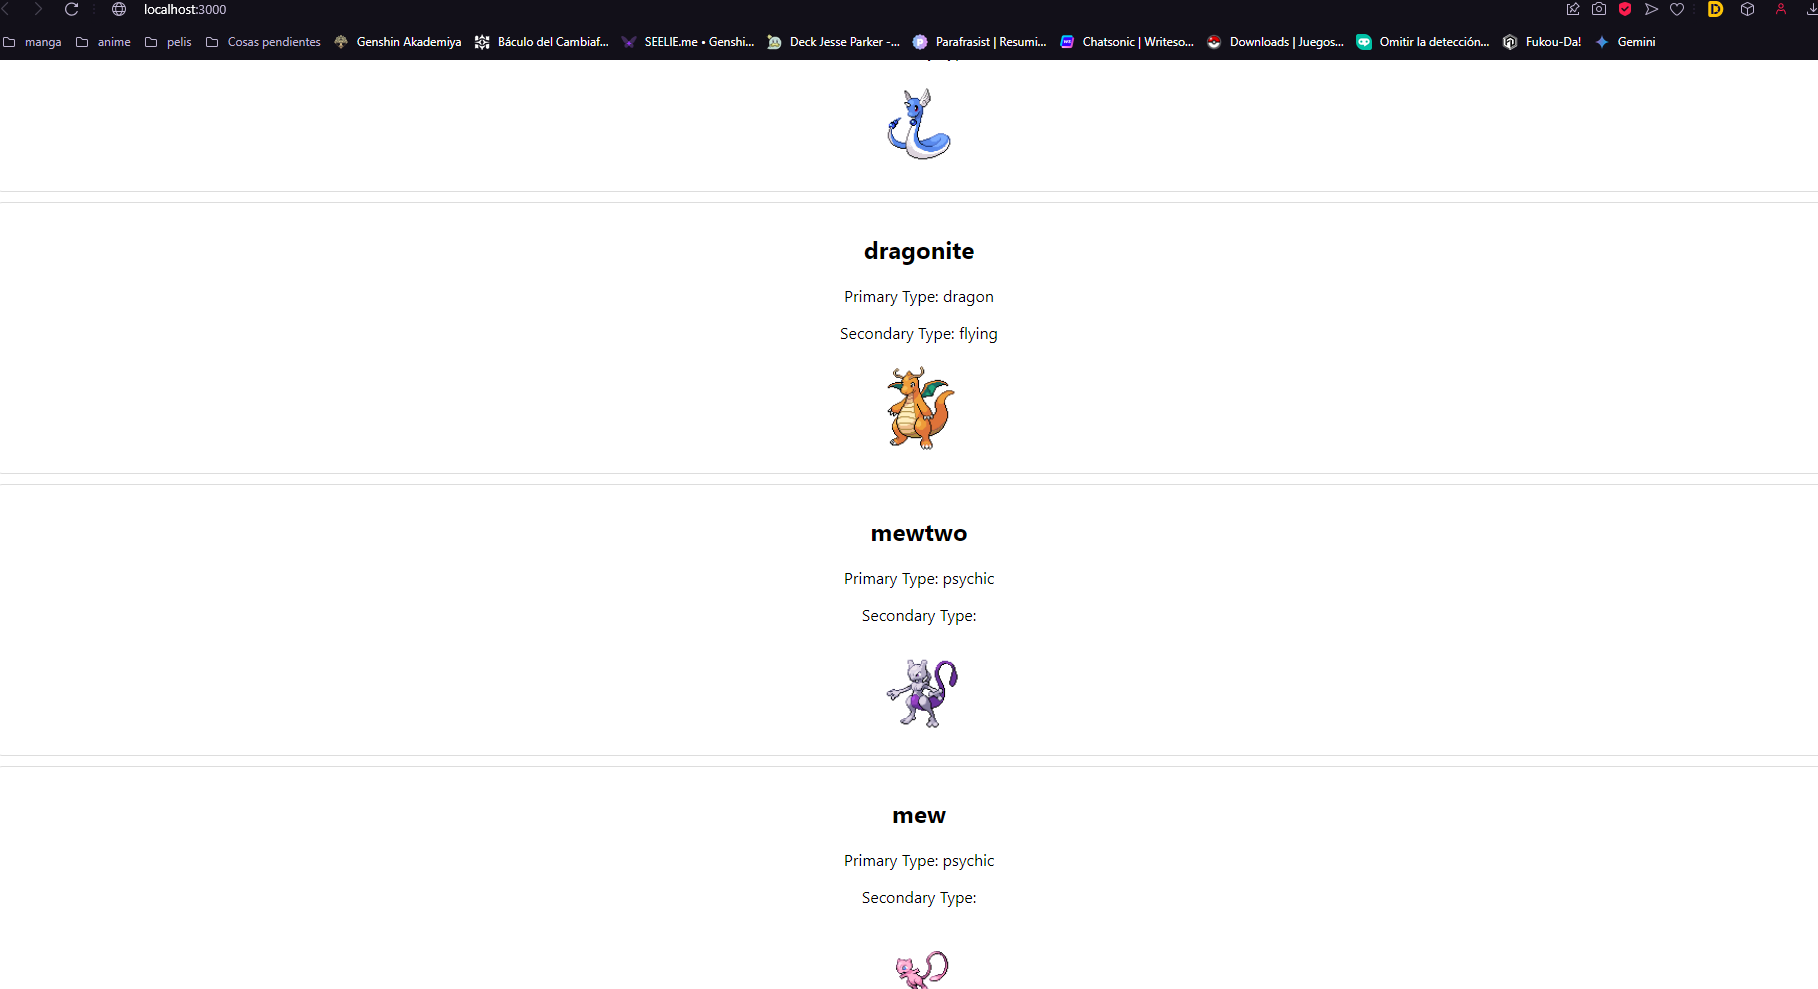 localhost:3000
manga anime pelis Cosas pendientes Genshin Akademiya Báculo del Cambiaf... SEELIE.me • Genshi... Deck Jesse Parker -... Parafrasist | Resumi... Chatsonic | Writeso... Downloads | Juegos... Omitir la detección... Fukou-Da! Gemini
dragonite
Primary Type: dragon
Secondary Type: flying
mewtwo
Primary Type: psychic
Secondary Type:
mew
Primary Type: psychic
Secondary Type: